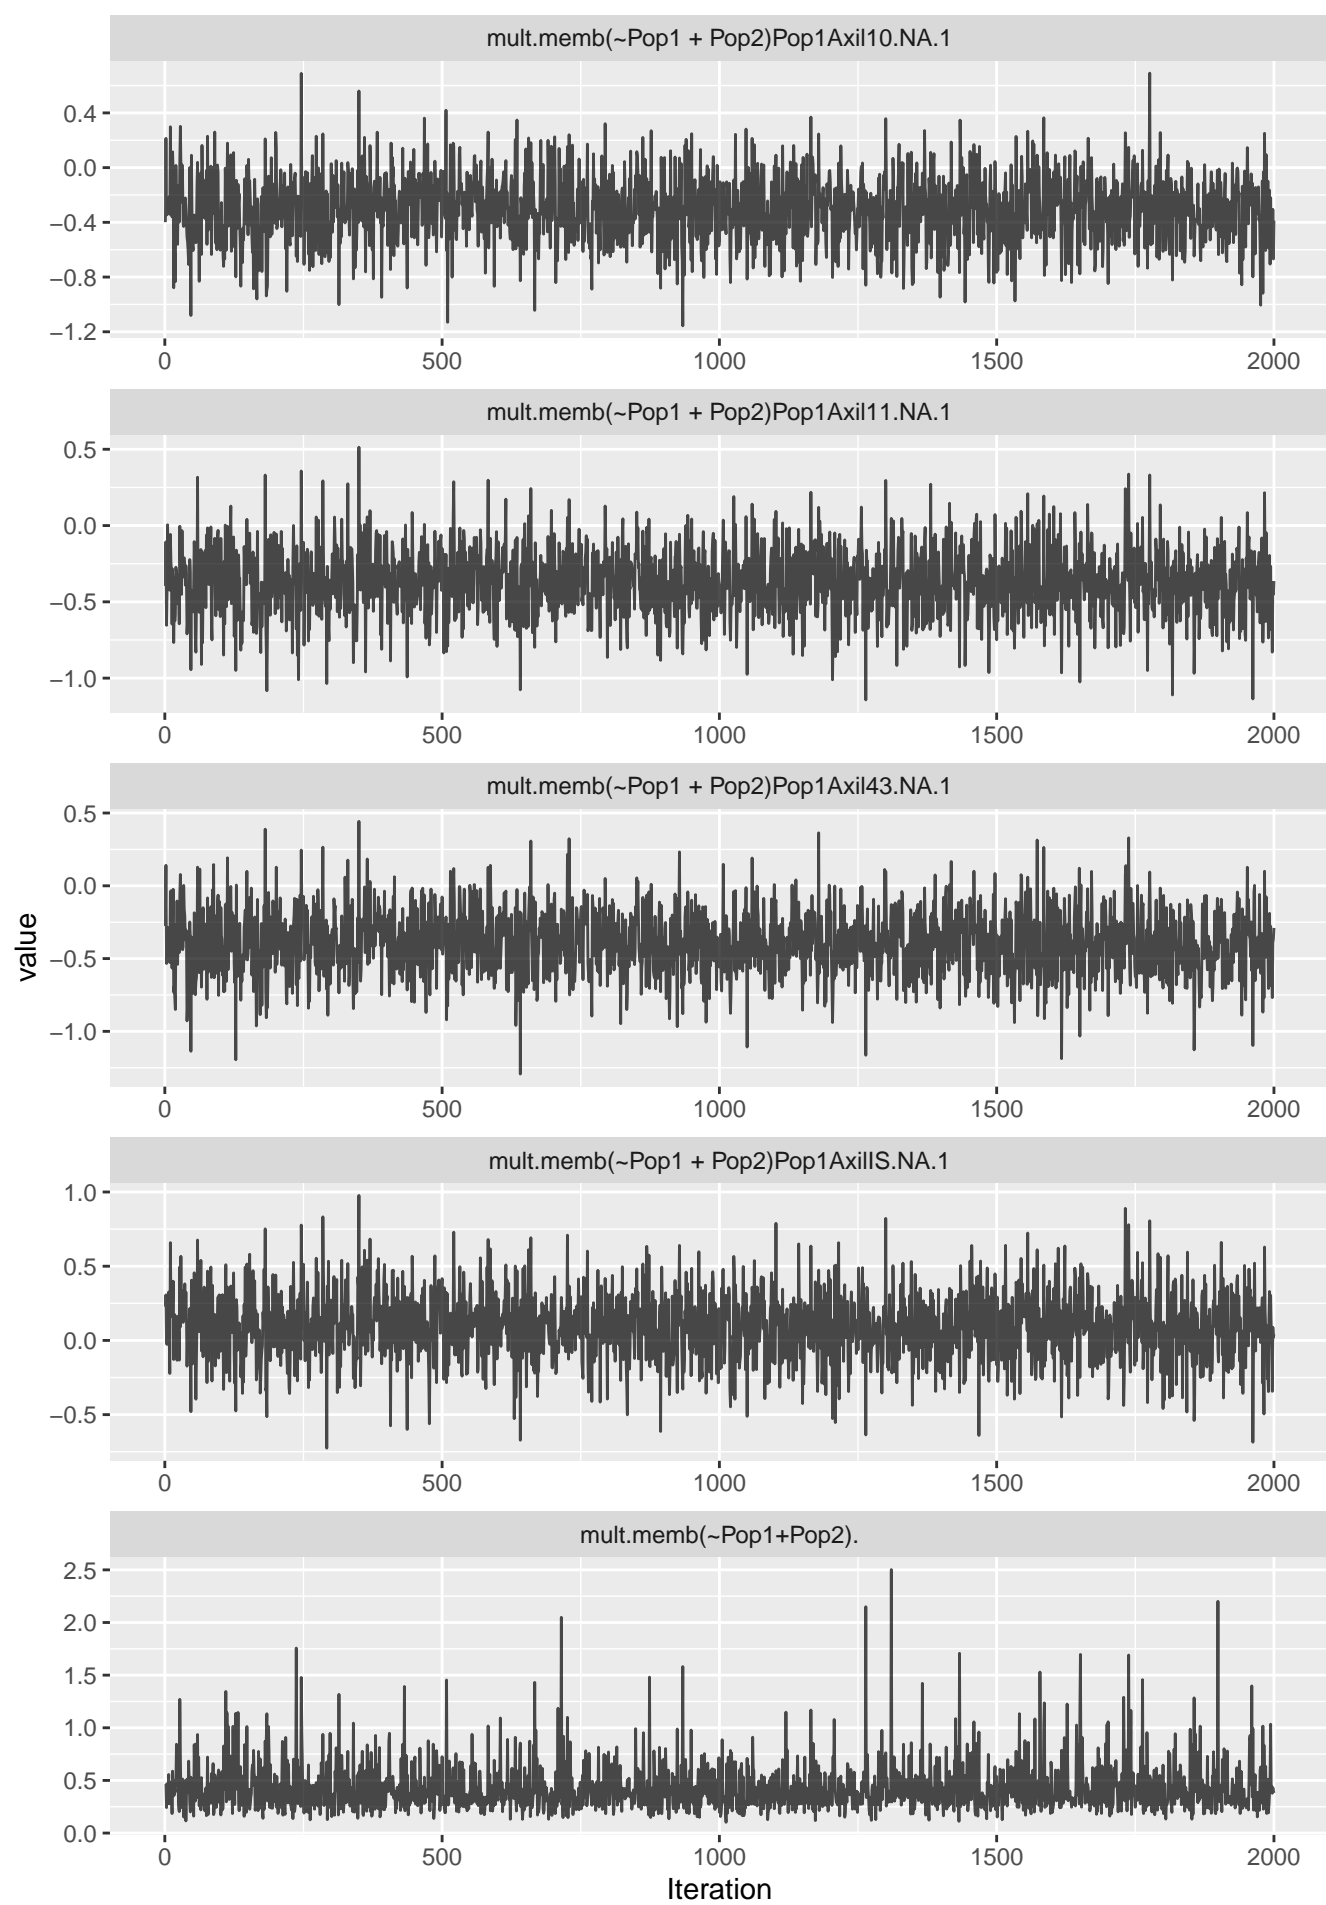 mult.memb(~Pop1 + Pop2)Pop1Axil10.NA.1
0.4
0.0
−0.4
−0.8
−1.2
0 500 1000 1500 2000
mult.memb(~Pop1 + Pop2)Pop1Axil11.NA.1
0.5
0.0
−0.5
−1.0
0 500 1000 1500 2000
mult.memb(~Pop1 + Pop2)Pop1Axil43.NA.1
0.5
0.0
−0.5
−1.0
0 500 1000 1500 2000
value
mult.memb(~Pop1 + Pop2)Pop1AxilIS.NA.1
1.0
0.5
0.0
−0.5
0 500 1000 1500 2000
mult.memb(~Pop1+Pop2).
2.5
2.0
1.5
1.0
0.5
0.0
0 500 1000 1500 2000
Iteration